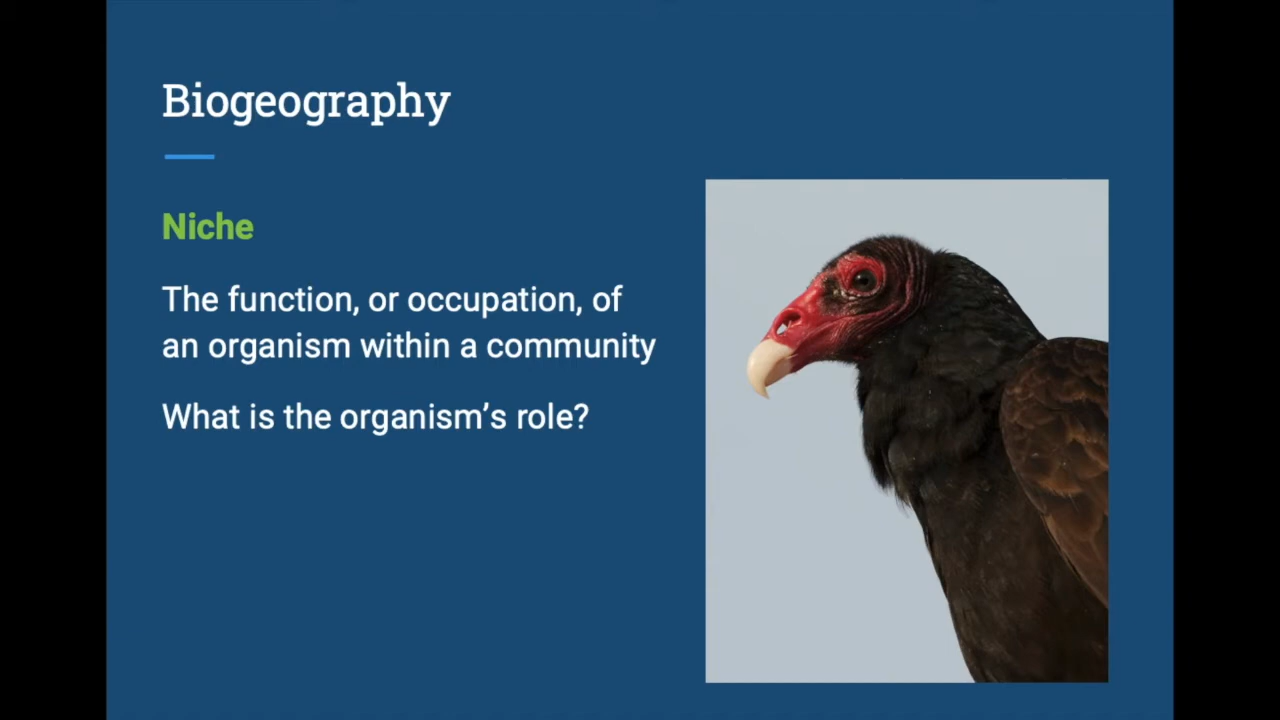 Biogeography
Niche
The function, or occupation, of
an organism within a community
What is the organism’s role?